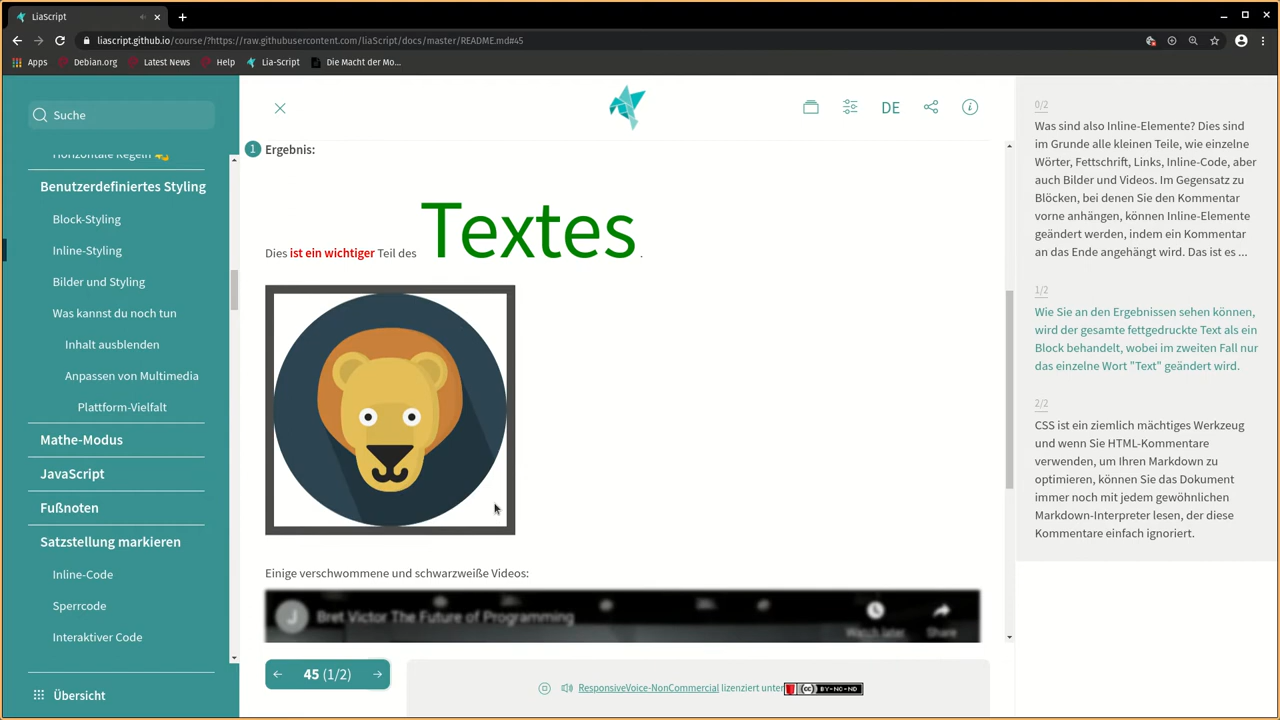 LiaScript
liascript.github.io/course/?https://raw.githubusercontent.com/liaScript/docs/master/README.md#45
Apps
Debian.org
Latest News
Help
Lia-Script
Die Macht der Mo...
Suche
Horizontale Regeln
Benutzerdefiniertes Styling
Block-Styling
Inline-Styling
Bilder und Styling
Was kannst du noch tun
Inhalt ausblenden
Anpassen von Multimedia
Plattform-Vielfalt
Mathe-Modus
JavaScript
Fußnoten
Satzstellung markieren
Inline-Code
Sperrcode
Interaktiver Code
Übersicht
DE
1 Ergebnis:
Dies ist ein wichtiger Teil des Textes .
Einige verschwommene und schwarzweiße Videos:
J Bret Victor The Future of Programming
Watch later
Share
45 (1/2)
ResponsiveVoice-NonCommercial lizenziert unter
cc BY-NC-ND
0/2
Was sind also Inline-Elemente? Dies sind
im Grunde alle kleinen Teile, wie einzelne
Wörter, Fettschrift, Links, Inline-Code, aber
auch Bilder und Videos. Im Gegensatz zu
Blöcken, bei denen Sie den Kommentar
vorne anhängen, können Inline-Elemente
geändert werden, indem ein Kommentar
an das Ende angehängt wird. Das ist es ...
1/2
Wie Sie an den Ergebnissen sehen können,
wird der gesamte fettgedruckte Text als ein
Block behandelt, wobei im zweiten Fall nur
das einzelne Wort "Text" geändert wird.
2/2
CSS ist ein ziemlich mächtiges Werkzeug
und wenn Sie HTML-Kommentare
verwenden, um Ihren Markdown zu
optimieren, können Sie das Dokument
immer noch mit jedem gewöhnlichen
Markdown-Interpreter lesen, der diese
Kommentare einfach ignoriert.